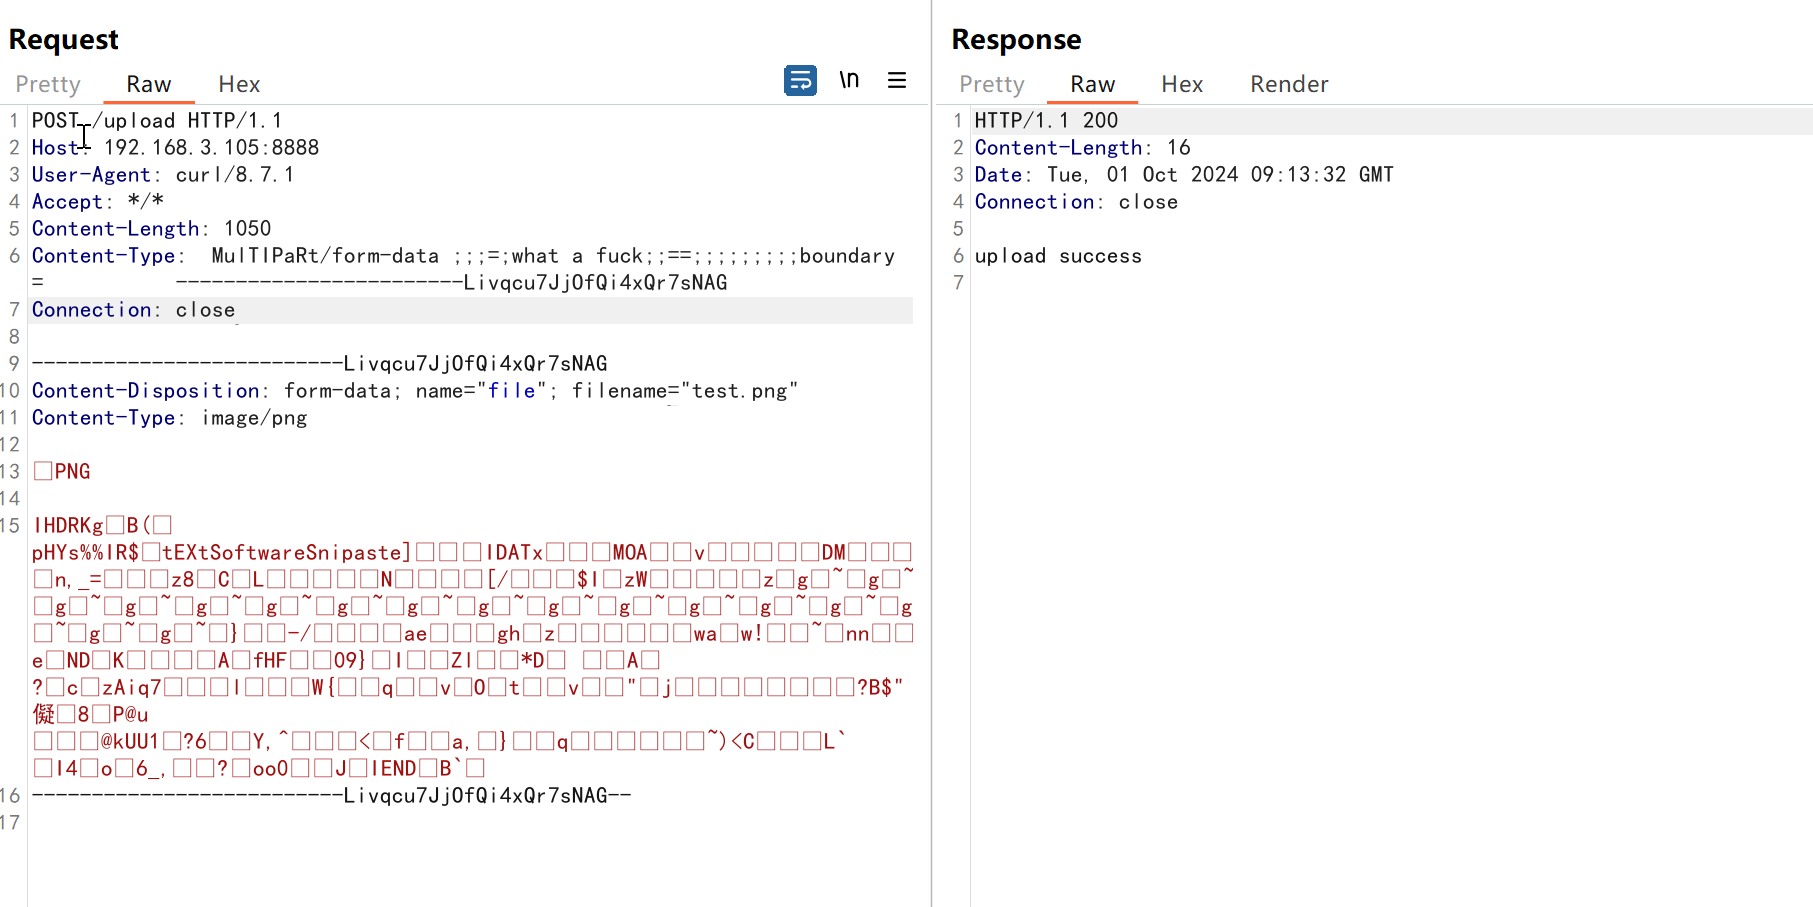 Request
Pretty Raw Hex \n
1 POST /upload HTTP/1.1
2 Host: 192.168.3.105:8888
3 User-Agent: curl/8.7.1
4 Accept: */*
5 Content-Length: 1050
6 Content-Type:  MulTIPaRt/form-data ;;;=;what a fuck;;==;;;;;;;;;boundary
=           ------------------------Livqcu7JjOfQi4xQr7sNAG
7 Connection: close
8
9 --------------------------Livqcu7JjOfQi4xQr7sNAG
10 Content-Disposition: form-data; name="file"; filename="test.png"
11 Content-Type: image/png
12
13 □PNG
14
15 IHDRKg□B(□
pHYs%%IR$□tEXtSoftwareSnipaste]□□□IDATx□□□MOA□□v□□□□□DM□□□
□n,_=□□□z8□C□L□□□□□N□□□□[/□□□$I□zW□□□□□z□g□~□g□~
□g□~□g□~□g□~□g□~□g□~□g□~□g□~□g□~□g□~□g□~□g□~□g□~□g
□~□g□~□g□~□}□□-/□□□□ae□□□gh□z□□□□□□wa□w!□□~□nn□□
e□ND□K□□□□A□fHF□□09}□I□□ZI□□*D□ □□A□
?□c□zAiq7□□□I□□□W{□□q□□v□O□t□□v□□"□j□□□□□□□□?B$"
儗□8□P@u
□□□@kUU1□?6□□Y,^□□□<□f□□a,□}□□q□□□□□□~)<C□□□L`
□I4□o□6_,□□?□ooO□□J□IEND□B`□
16 --------------------------Livqcu7JjOfQi4xQr7sNAG--
17
Response
Pretty Raw Hex Render
1 HTTP/1.1 200
2 Content-Length: 16
3 Date: Tue, 01 Oct 2024 09:13:32 GMT
4 Connection: close
5
6 upload success
7